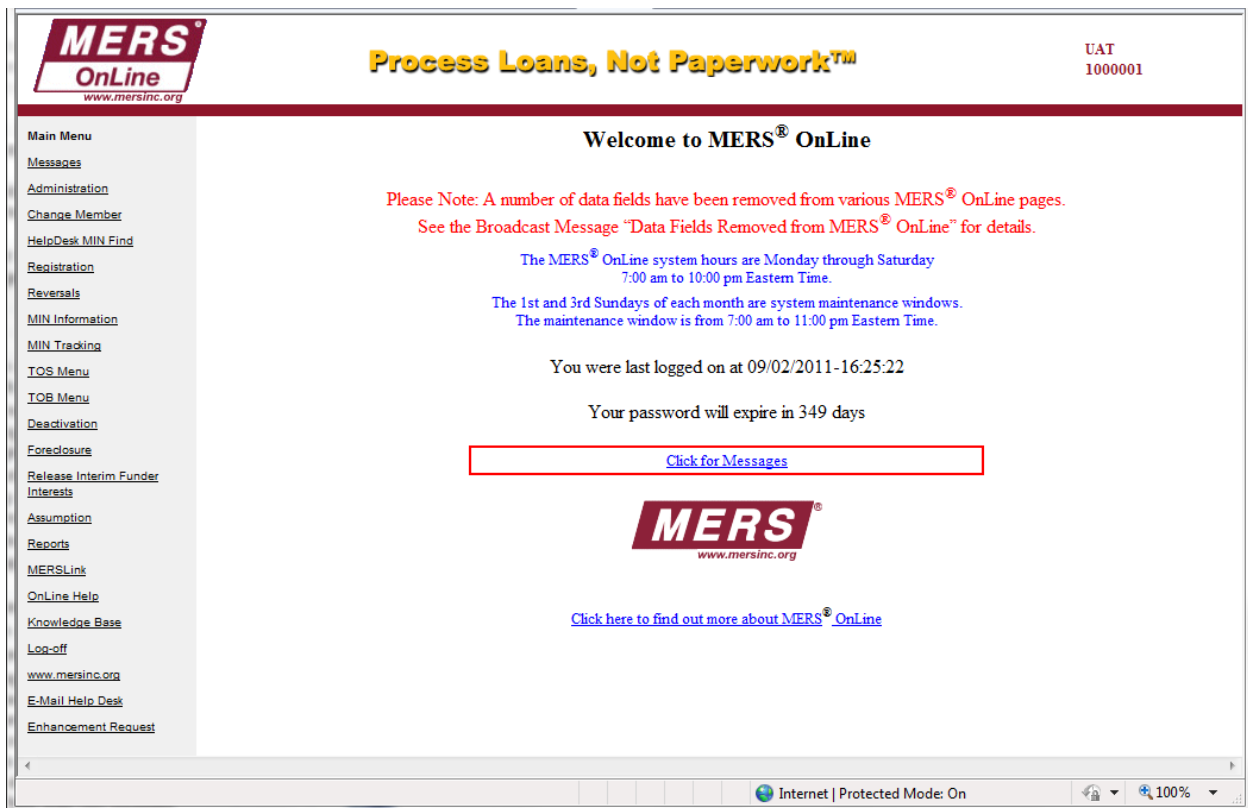 MERS®
OnLine
www.mersinc.org
Process Loans, Not Paperwork™
UAT
1000001
Main Menu
Messages
Administration
Change Member
HelpDesk MIN Find
Registration
Reversals
MIN Information
MIN Tracking
TOS Menu
TOB Menu
Deactivation
Foreclosure
Release Interim Funder
Interests
Assumption
Reports
MERSLink
OnLine Help
Knowledge Base
Log-off
www.mersinc.org
E-Mail Help Desk
Enhancement Request
Welcome to MERS® OnLine
Please Note: A number of data fields have been removed from various MERS® OnLine pages.
See the Broadcast Message “Data Fields Removed from MERS® OnLine” for details.
The MERS® OnLine system hours are Monday through Saturday
7:00 am to 10:00 pm Eastern Time.
The 1st and 3rd Sundays of each month are system maintenance windows.
The maintenance window is from 7:00 am to 11:00 pm Eastern Time.
You were last logged on at 09/02/2011-16:25:22
Your password will expire in 349 days
Click for Messages
MERS®
www.mersinc.org
Click here to find out more about MERS® OnLine
Internet | Protected Mode: On
100%